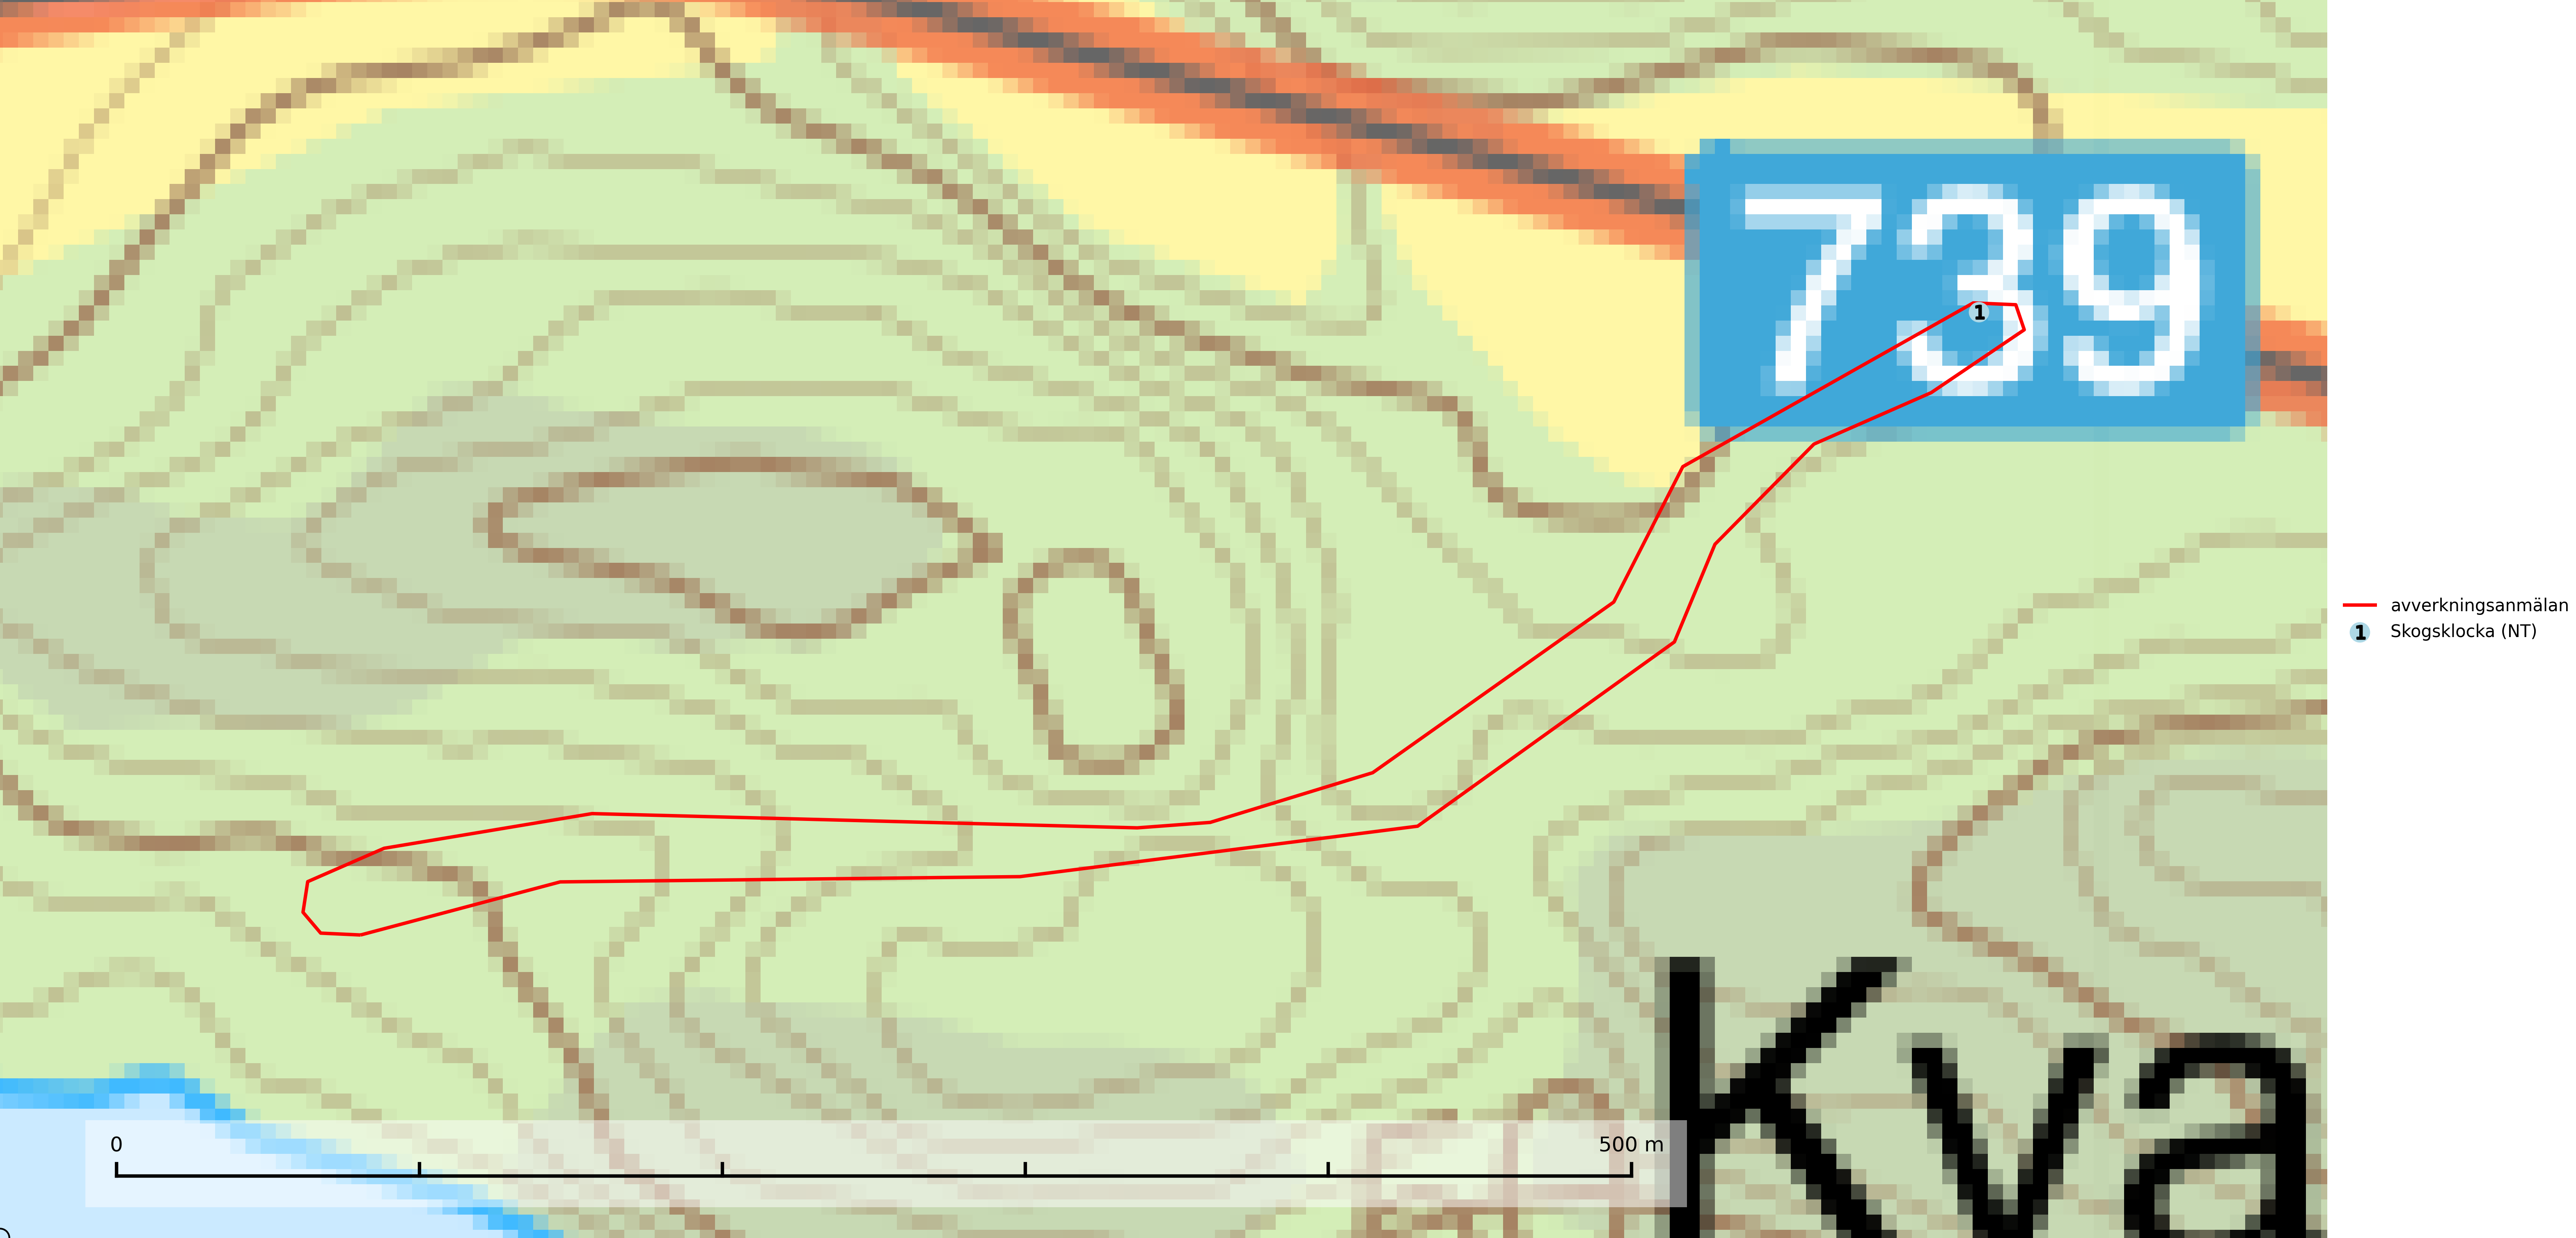 739
1
avverkningsanmälan
1 Skogsklocka (NT)
Kva
0 500 m